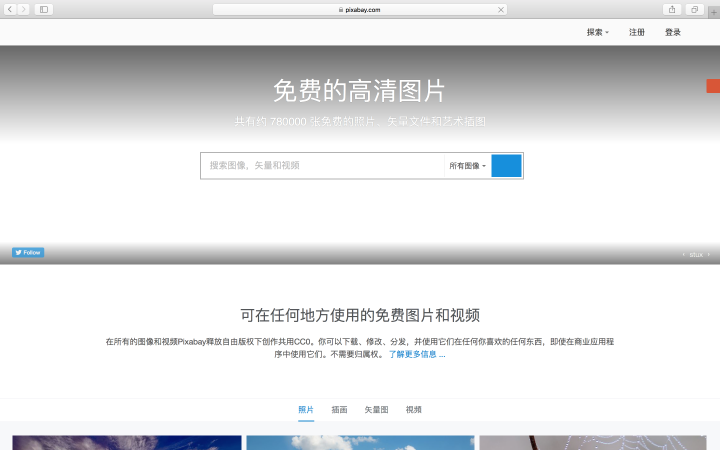 pixabay.com
探索
注册
登录
免费的高清图片
共有约 780000 张免费的照片，矢量文件和艺术插图
搜索图像，矢量和视频
所有图像
Follow
stux
可在任何地方使用的免费图片和视频
在所有的图像和视频Pixabay釋放自由版权下创作共用CC0。你可以下载、修改、分发，并使用它们在任何你喜欢的任何东西，即使在商业应用程
序中使用它们。不需要归属权。 了解更多信息 ...
照片
插画
矢量图
视频